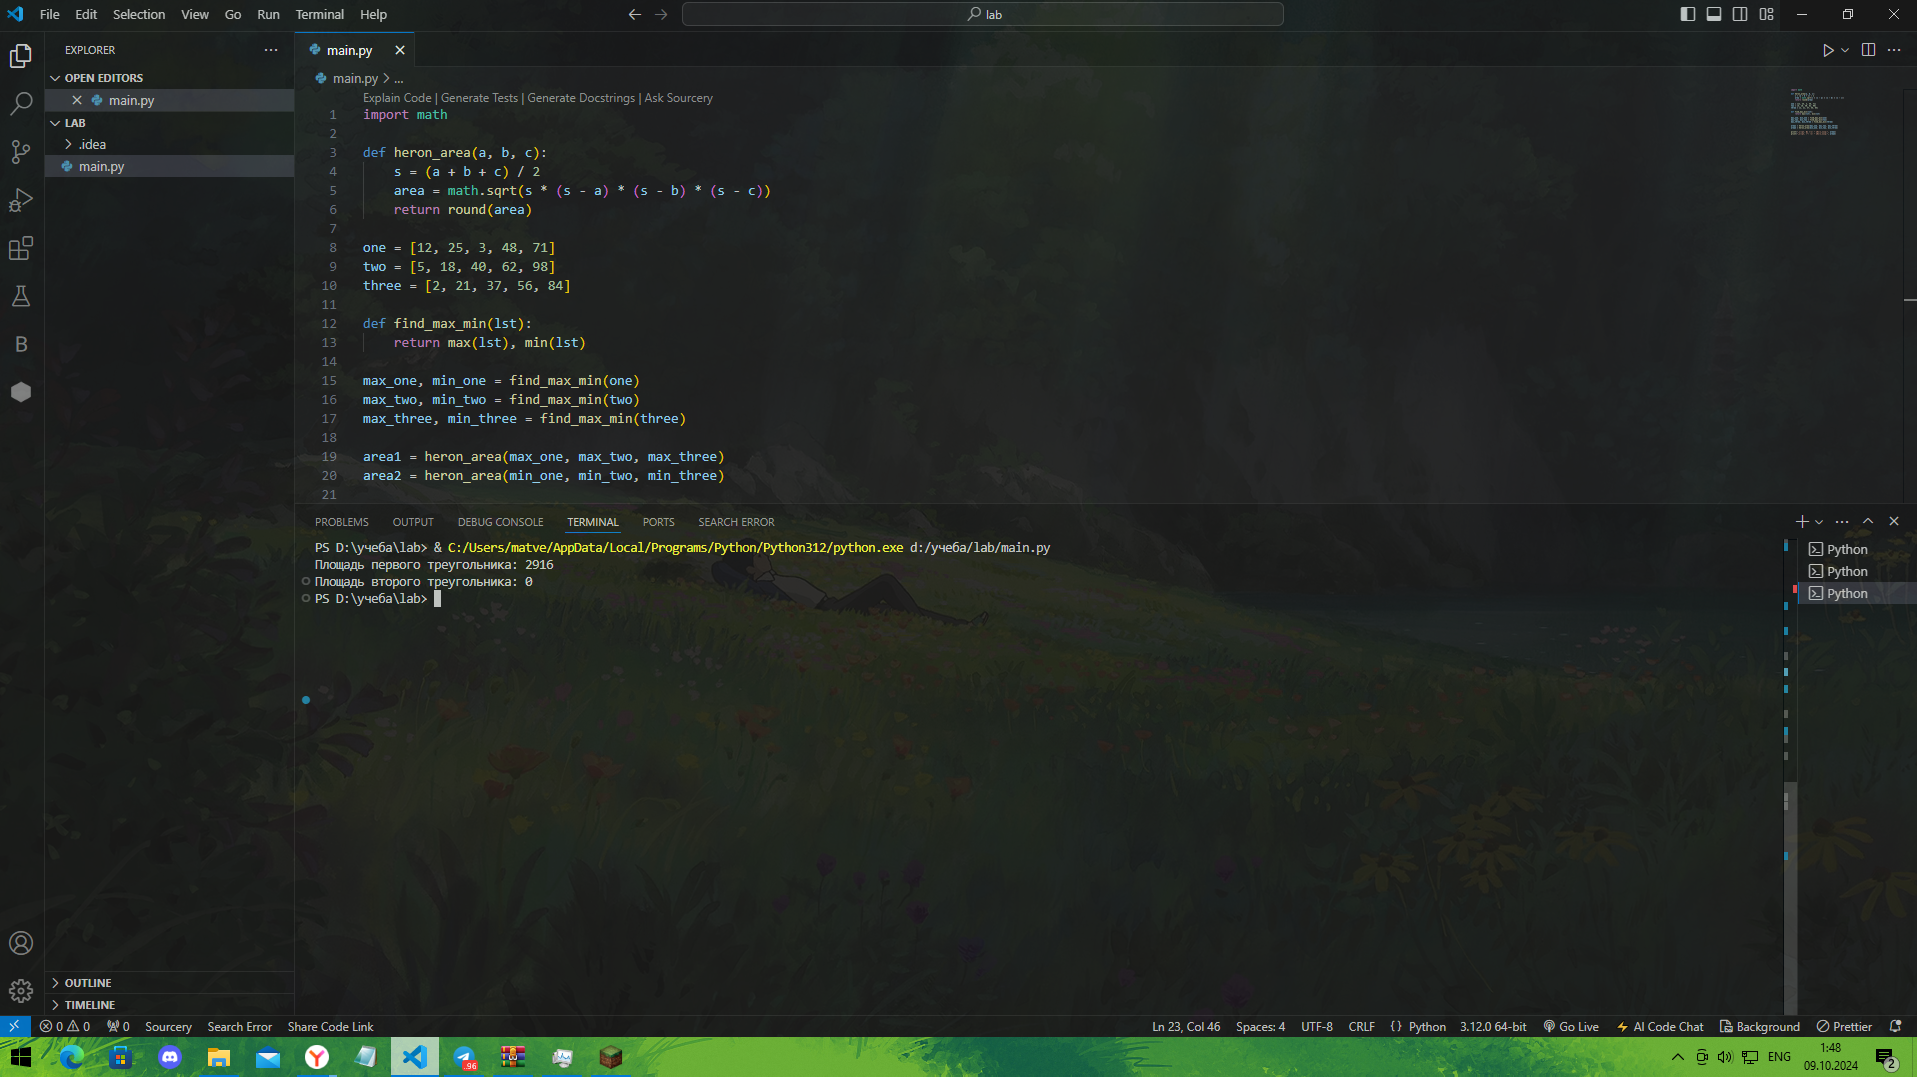 File Edit Selection View Go Run Terminal Help
lab
EXPLORER
OPEN EDITORS
main.py
LAB
.idea
main.py
OUTLINE
TIMELINE
main.py
main.py > ...
Explain Code | Generate Tests | Generate Docstrings | Ask Sourcery
1 import math
2
3 def heron_area(a, b, c):
4 s = (a + b + c) / 2
5 area = math.sqrt(s * (s - a) * (s - b) * (s - c))
6 return round(area)
7
8 one = [12, 25, 3, 48, 71]
9 two = [5, 18, 40, 62, 98]
10 three = [2, 21, 37, 56, 84]
11
12 def find_max_min(lst):
13 return max(lst), min(lst)
14
15 max_one, min_one = find_max_min(one)
16 max_two, min_two = find_max_min(two)
17 max_three, min_three = find_max_min(three)
18
19 area1 = heron_area(max_one, max_two, max_three)
20 area2 = heron_area(min_one, min_two, min_three)
21
PROBLEMS OUTPUT DEBUG CONSOLE TERMINAL PORTS SEARCH ERROR
PS D:\учеба\lab> & C:/Users/matve/AppData/Local/Programs/Python/Python312/python.exe d:/учеба/lab/main.py
Площадь первого треугольника: 2916
Площадь второго треугольника: 0
PS D:\учеба\lab>
Python
Python
Python
0 0 0 Sourcery Search Error Share Code Link
Ln 23, Col 46 Spaces: 4 UTF-8 CRLF {} Python 3.12.0 64-bit Go Live AI Code Chat Background Prettier
96
ENG
1:48
09.10.2024
2